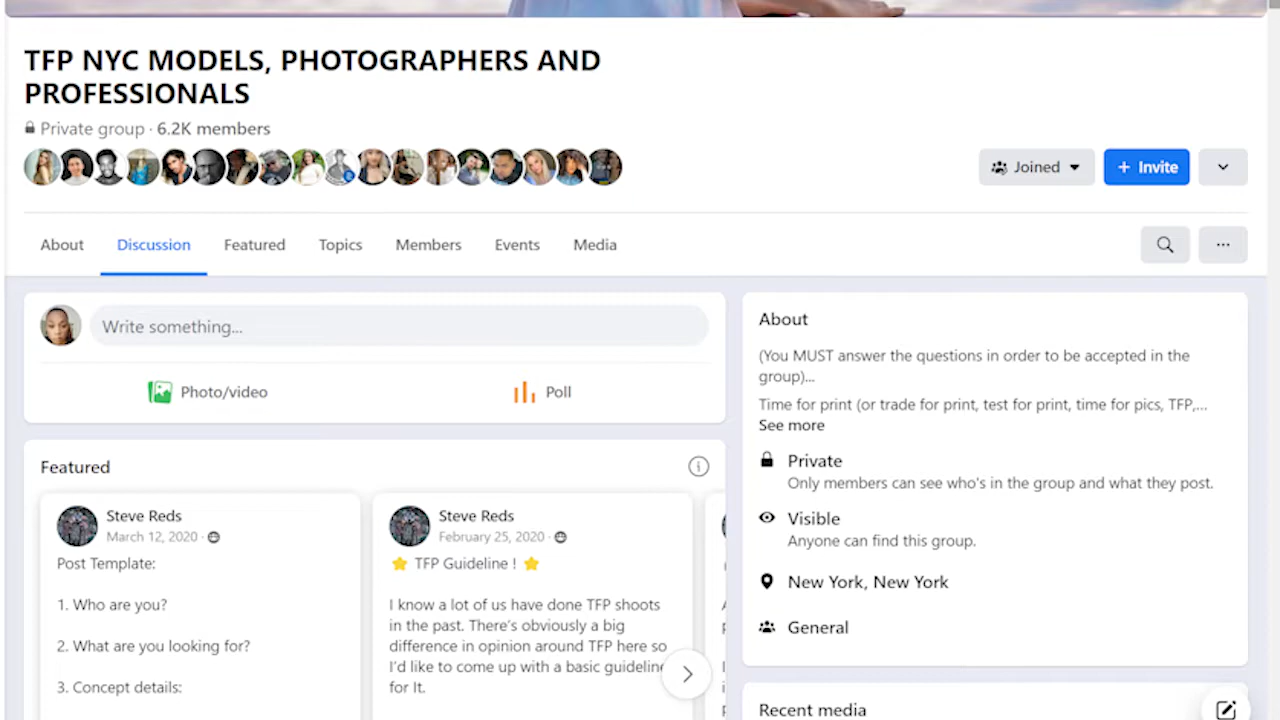 TFP NYC MODELS, PHOTOGRAPHERS AND
PROFESSIONALS
Private group · 6.2K members
Joined
+ Invite
About
Discussion
Featured
Topics
Members
Events
Media
Write something...
Photo/video
Poll
Featured
Steve Reds
March 12, 2020 ·
Post Template:
1. Who are you?
2. What are you looking for?
3. Concept details:
Steve Reds
February 25, 2020 ·
⭐ TFP Guideline ! ⭐
I know a lot of us have done TFP shoots
in the past. There's obviously a big
difference in opinion around TFP here so
I'd like to come up with a basic guideline
for It.
About
(You MUST answer the questions in order to be accepted in the
group)...
Time for print (or trade for print, test for print, time for pics, TFP,...
See more
Private
Only members can see who's in the group and what they post.
Visible
Anyone can find this group.
New York, New York
General
Recent media